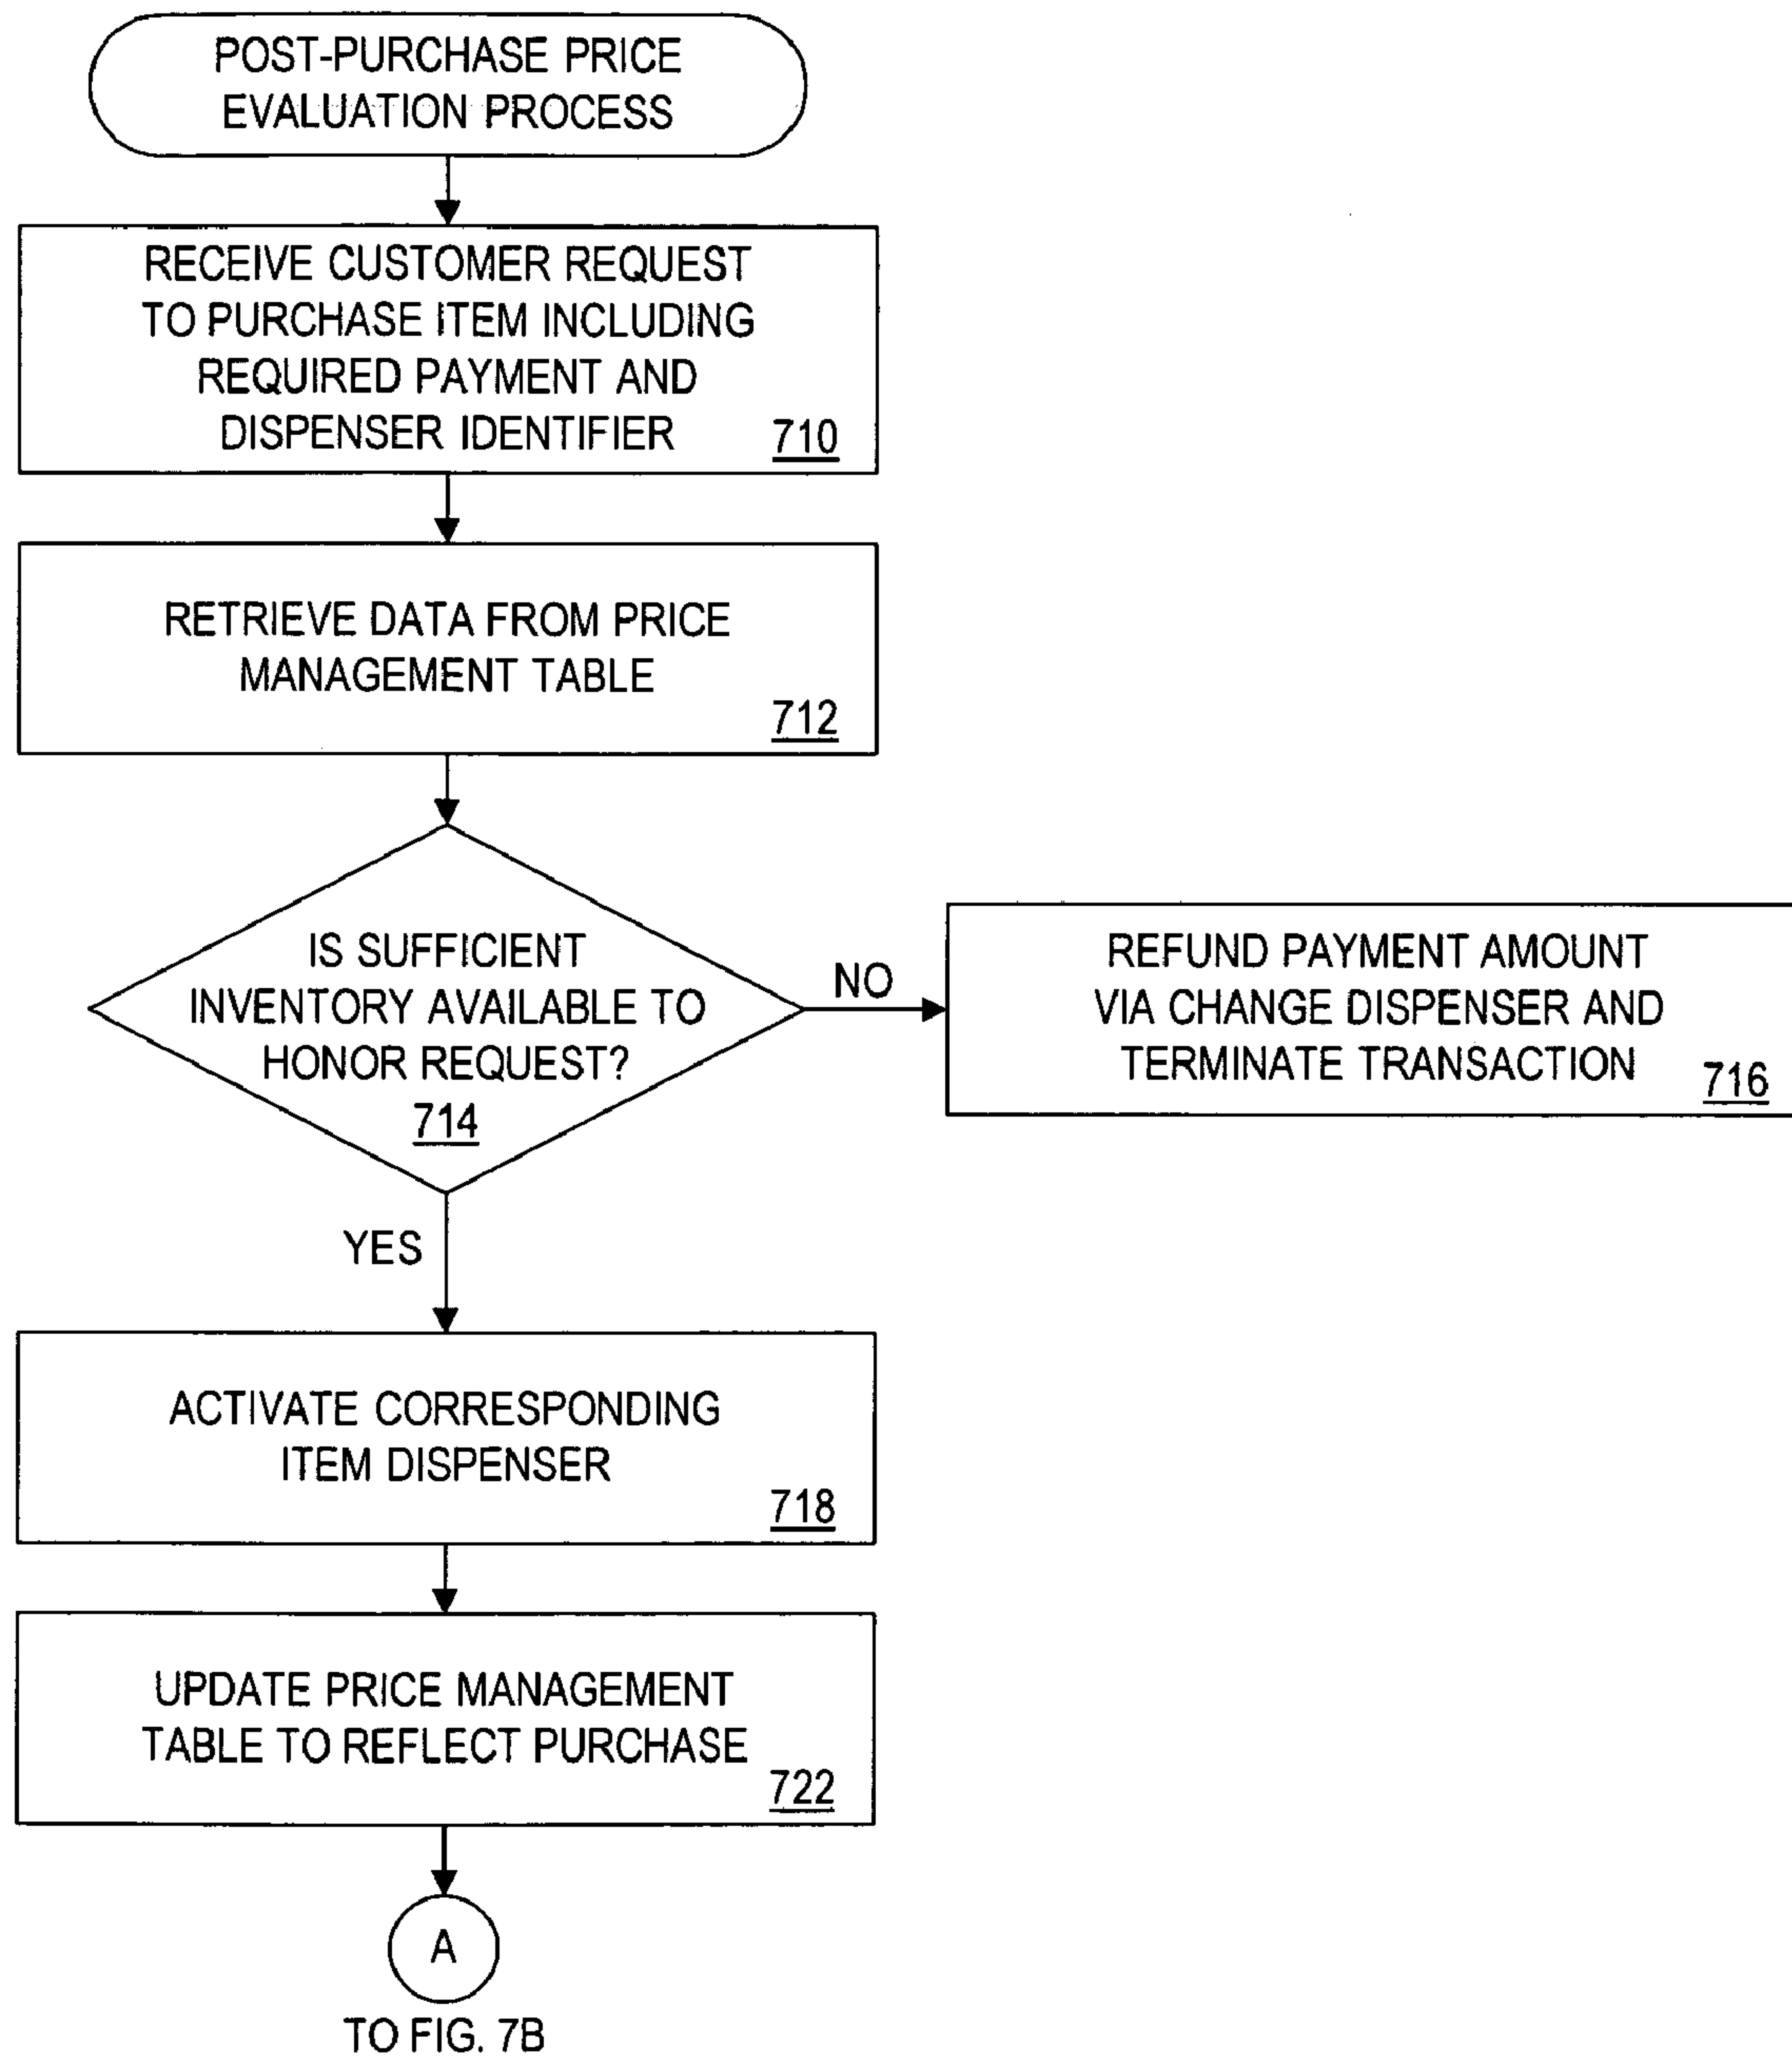 POST-PURCHASE PRICE
EVALUATION PROCESS
RECEIVE CUSTOMER REQUEST
TO PURCHASE ITEM INCLUDING
REQUIRED PAYMENT AND
DISPENSER IDENTIFIER
710
RETRIEVE DATA FROM PRICE
MANAGEMENT TABLE
712
IS SUFFICIENT
INVENTORY AVAILABLE TO
HONOR REQUEST?
714
NO
REFUND PAYMENT AMOUNT
VIA CHANGE DISPENSER AND
TERMINATE TRANSACTION
716
YES
ACTIVATE CORRESPONDING
ITEM DISPENSER
718
UPDATE PRICE MANAGEMENT
TABLE TO REFLECT PURCHASE
722
A
TO FIG. 7B